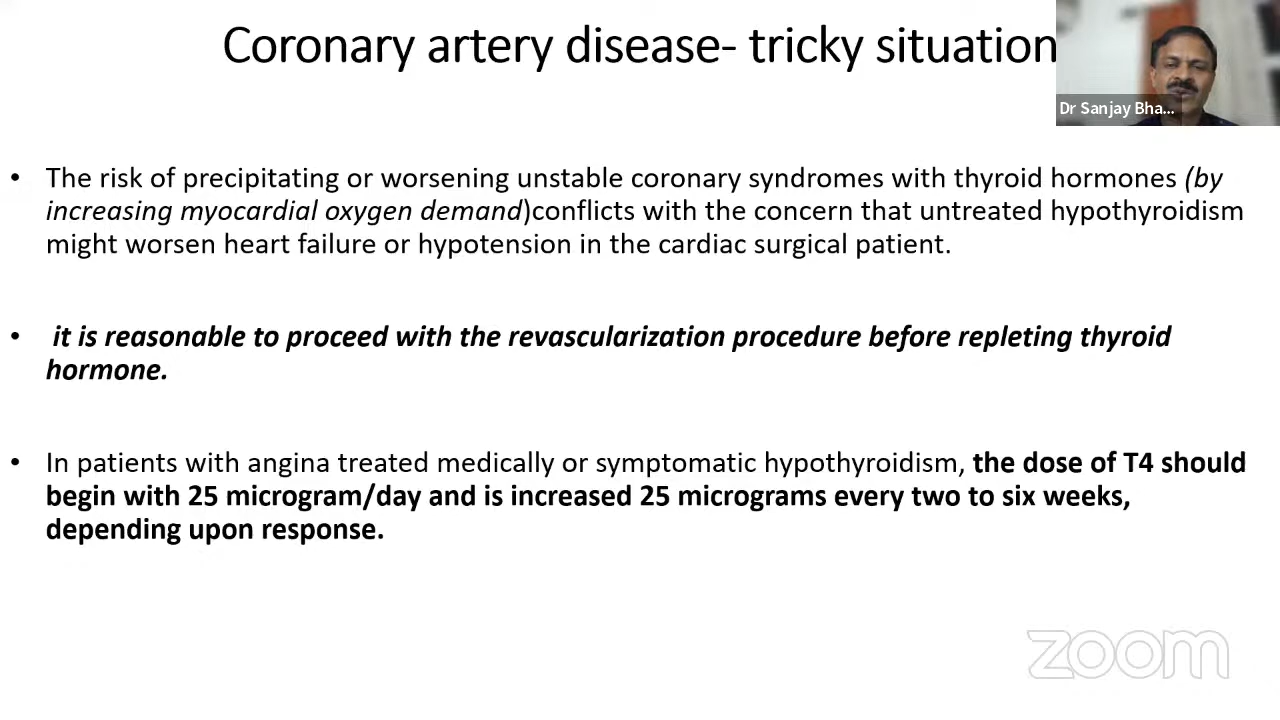 Coronary artery disease- tricky situation
Dr Sanjay Bha...
• The risk of precipitating or worsening unstable coronary syndromes with thyroid hormones (by
increasing myocardial oxygen demand)conflicts with the concern that untreated hypothyroidism
might worsen heart failure or hypotension in the cardiac surgical patient.
• it is reasonable to proceed with the revascularization procedure before repleting thyroid
hormone.
• In patients with angina treated medically or symptomatic hypothyroidism, the dose of T4 should
begin with 25 microgram/day and is increased 25 micrograms every two to six weeks,
depending upon response.
zoom